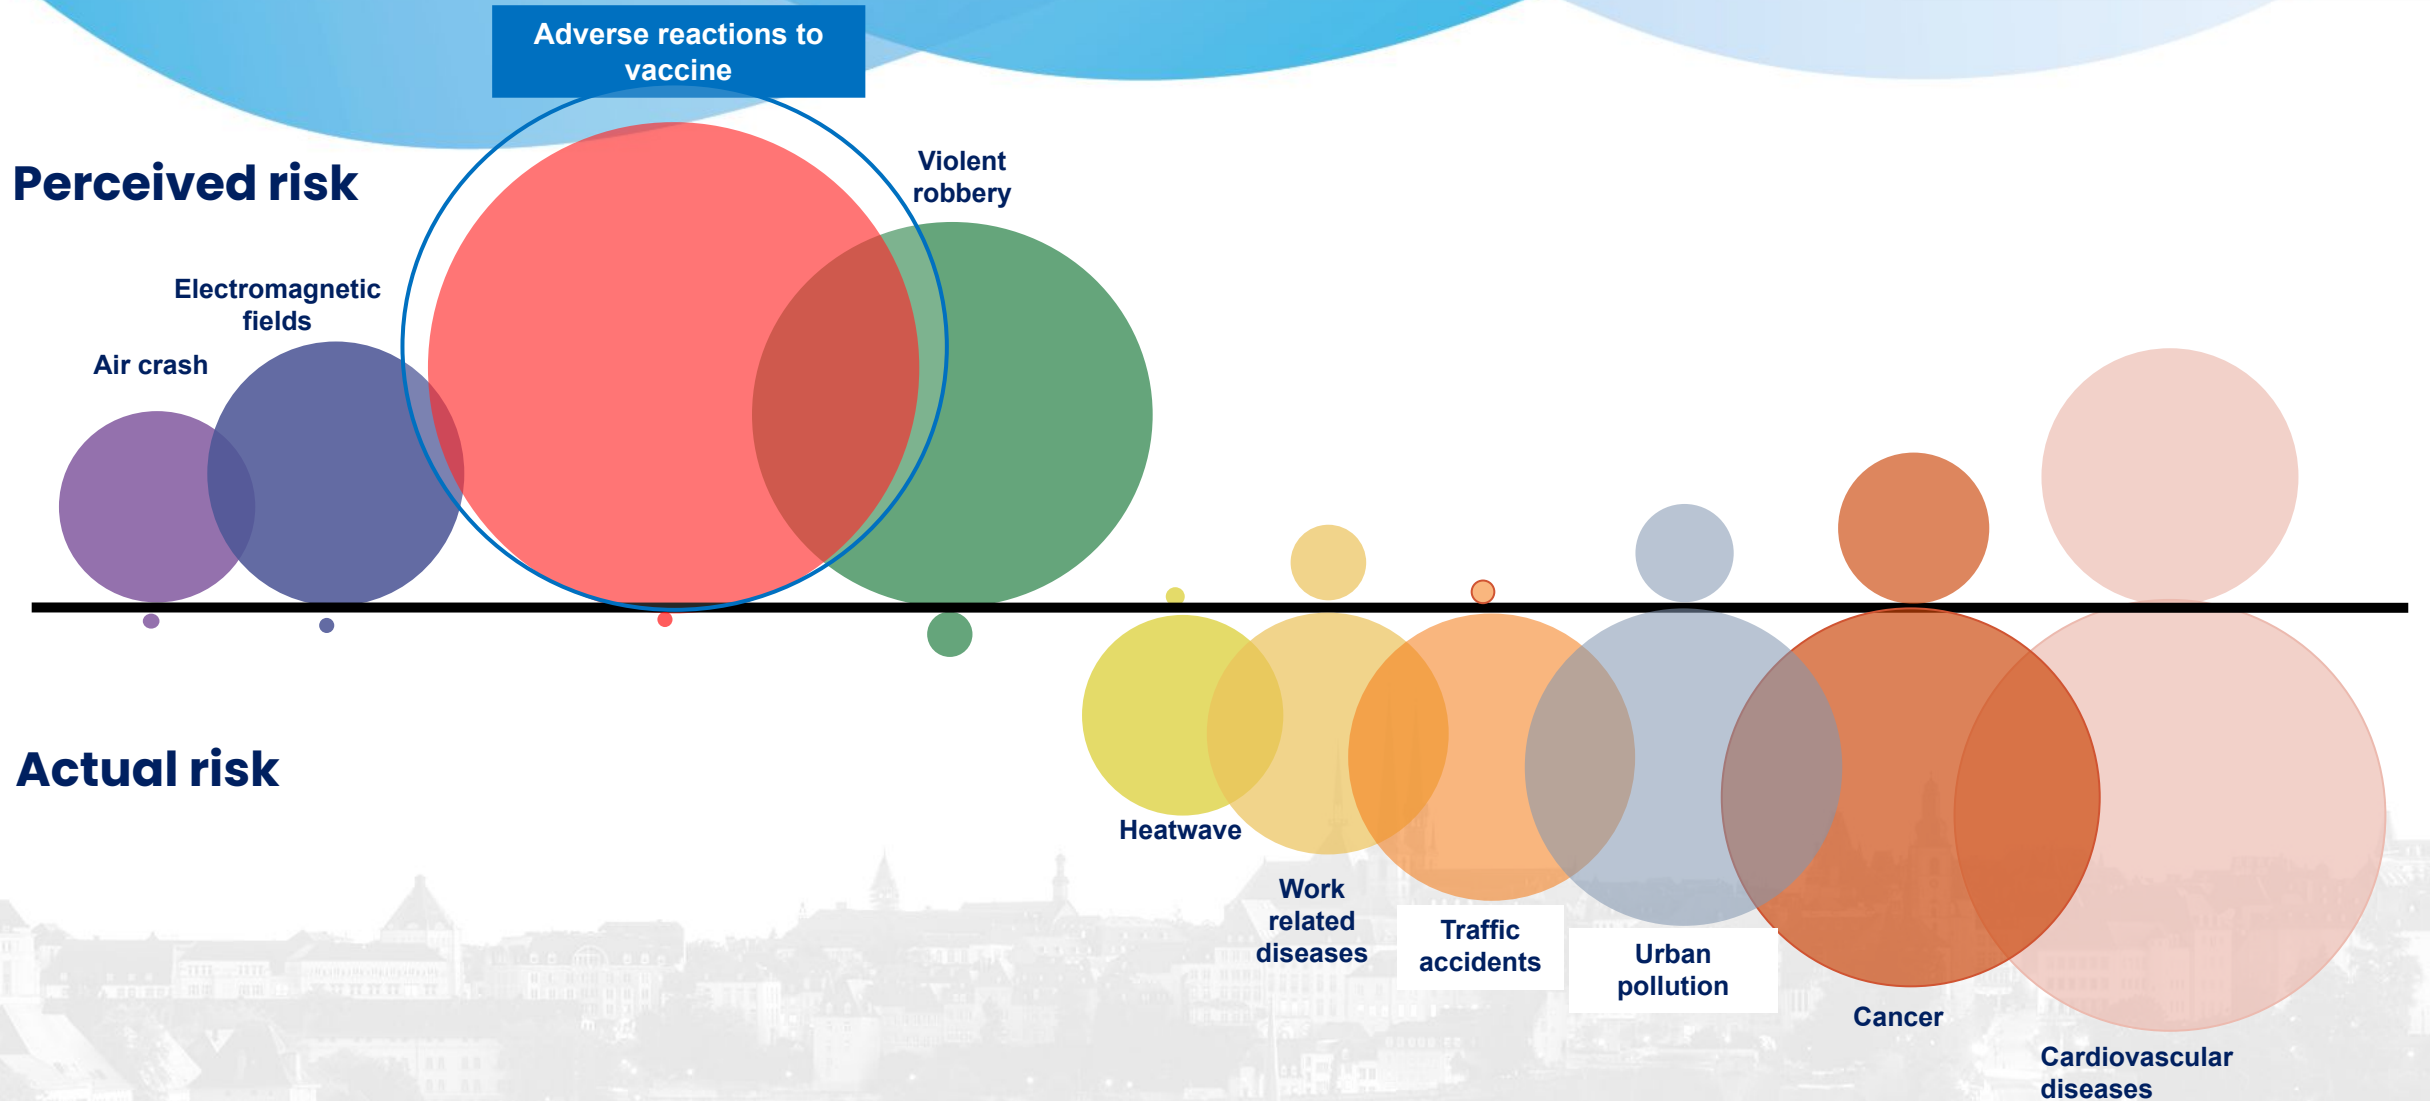 Adverse reactions to
vaccine
Perceived risk
Violent
robbery
Electromagnetic
fields
Air crash
Actual risk
Heatwave
Work
related
diseases
Traffic
accidents
Urban
pollution
Cancer
Cardiovascular
diseases